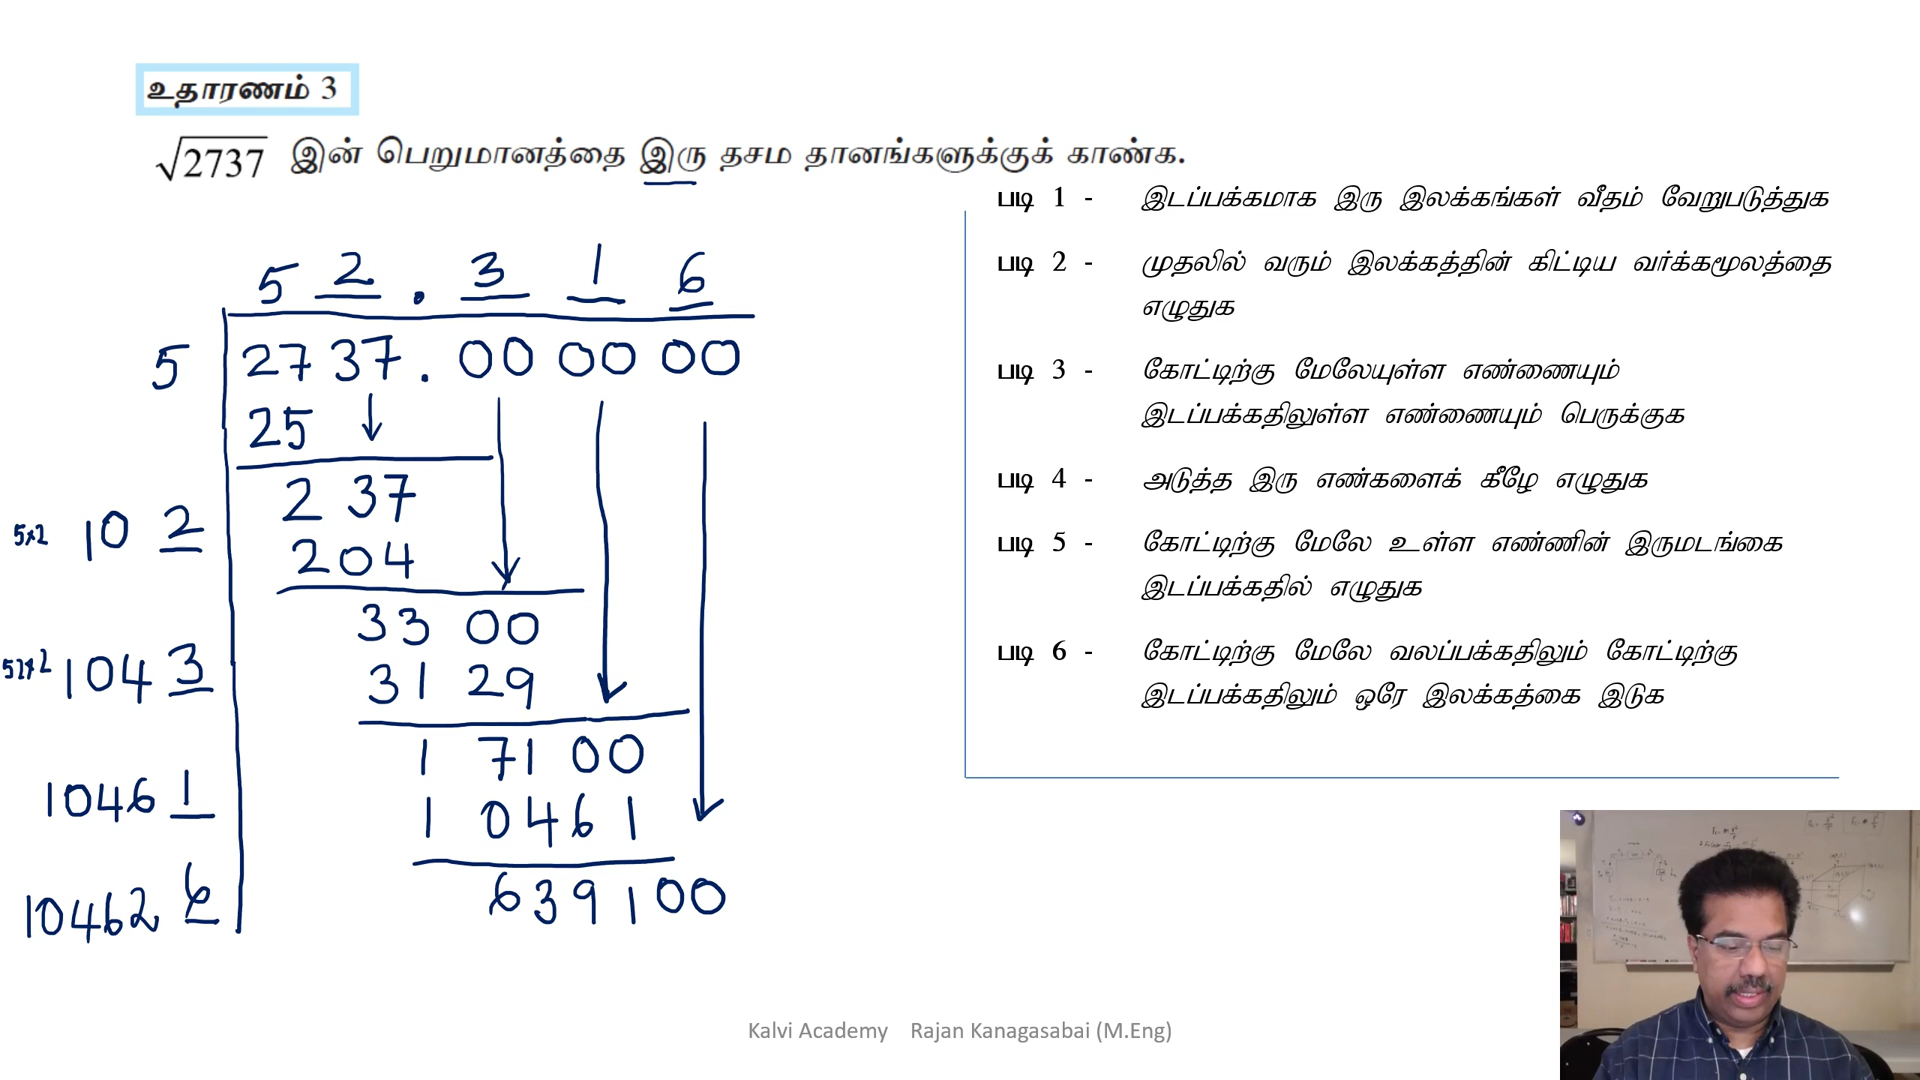 உதாரணம் 3
√2737 இன் பெறுமானத்தை இரு தசம தானங்களுக்குக் காண்க.
5 2 . 3 1 6
5 2737.00 00 00
25
2 37
5×2 10 2
204
33 00
52×2 104 3
31 29
1 71 00
1046 1
1 0461
639100
10462 6
படி 1 - இடப்பக்கமாக இரு இலக்கங்கள் வீதம் வேறுபடுத்துக
படி 2 - முதலில் வரும் இலக்கத்தின் கிட்டிய வர்க்கமூலத்தை
எழுதுக
படி 3 - கோட்டிற்கு மேலேயுள்ள எண்ணையும்
இடப்பக்கதிலுள்ள எண்ணையும் பெருக்குக
படி 4 - அடுத்த இரு எண்களைக் கீழே எழுதுக
படி 5 - கோட்டிற்கு மேலே உள்ள எண்ணின் இருமடங்கை
இடப்பக்கதில் எழுதுக
படி 6 - கோட்டிற்கு மேலே வலப்பக்கதிலும் கோட்டிற்கு
இடப்பக்கதிலும் ஒரே இலக்கத்கை இடுக
Kalvi Academy Rajan Kanagasabai (M.Eng)